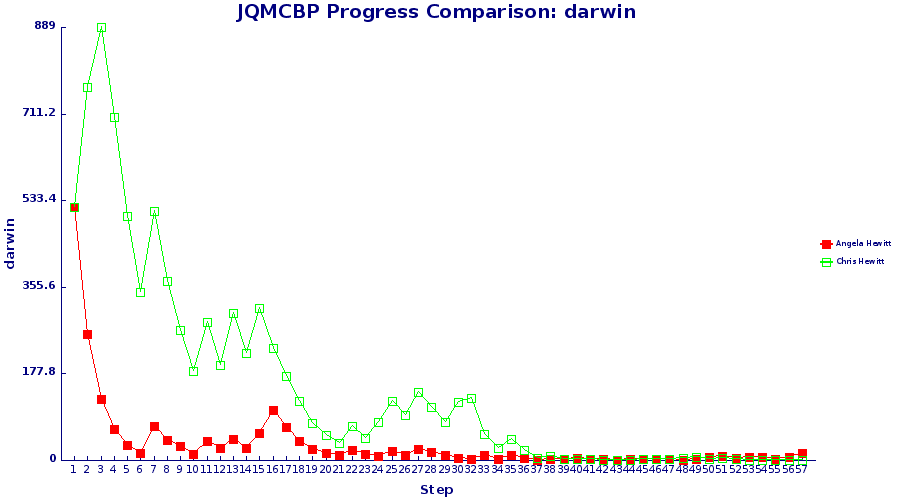 JQMCBP Progress Comparison: darwin
889
711.2
533.4
355.6
177.8
0
darwin
1 2 3 4 5 6 7 8 9 10 11 12 13 14 15 16 17 18 19 20 21 22 23 24 25 26 27 28 29 30 31 32 33 34 35 36 37 38 39 40 41 42 43 44 45 46 47 48 49 50 51 52 53 54 55 56 57
Step
Angela Hewitt
Chris Hewitt